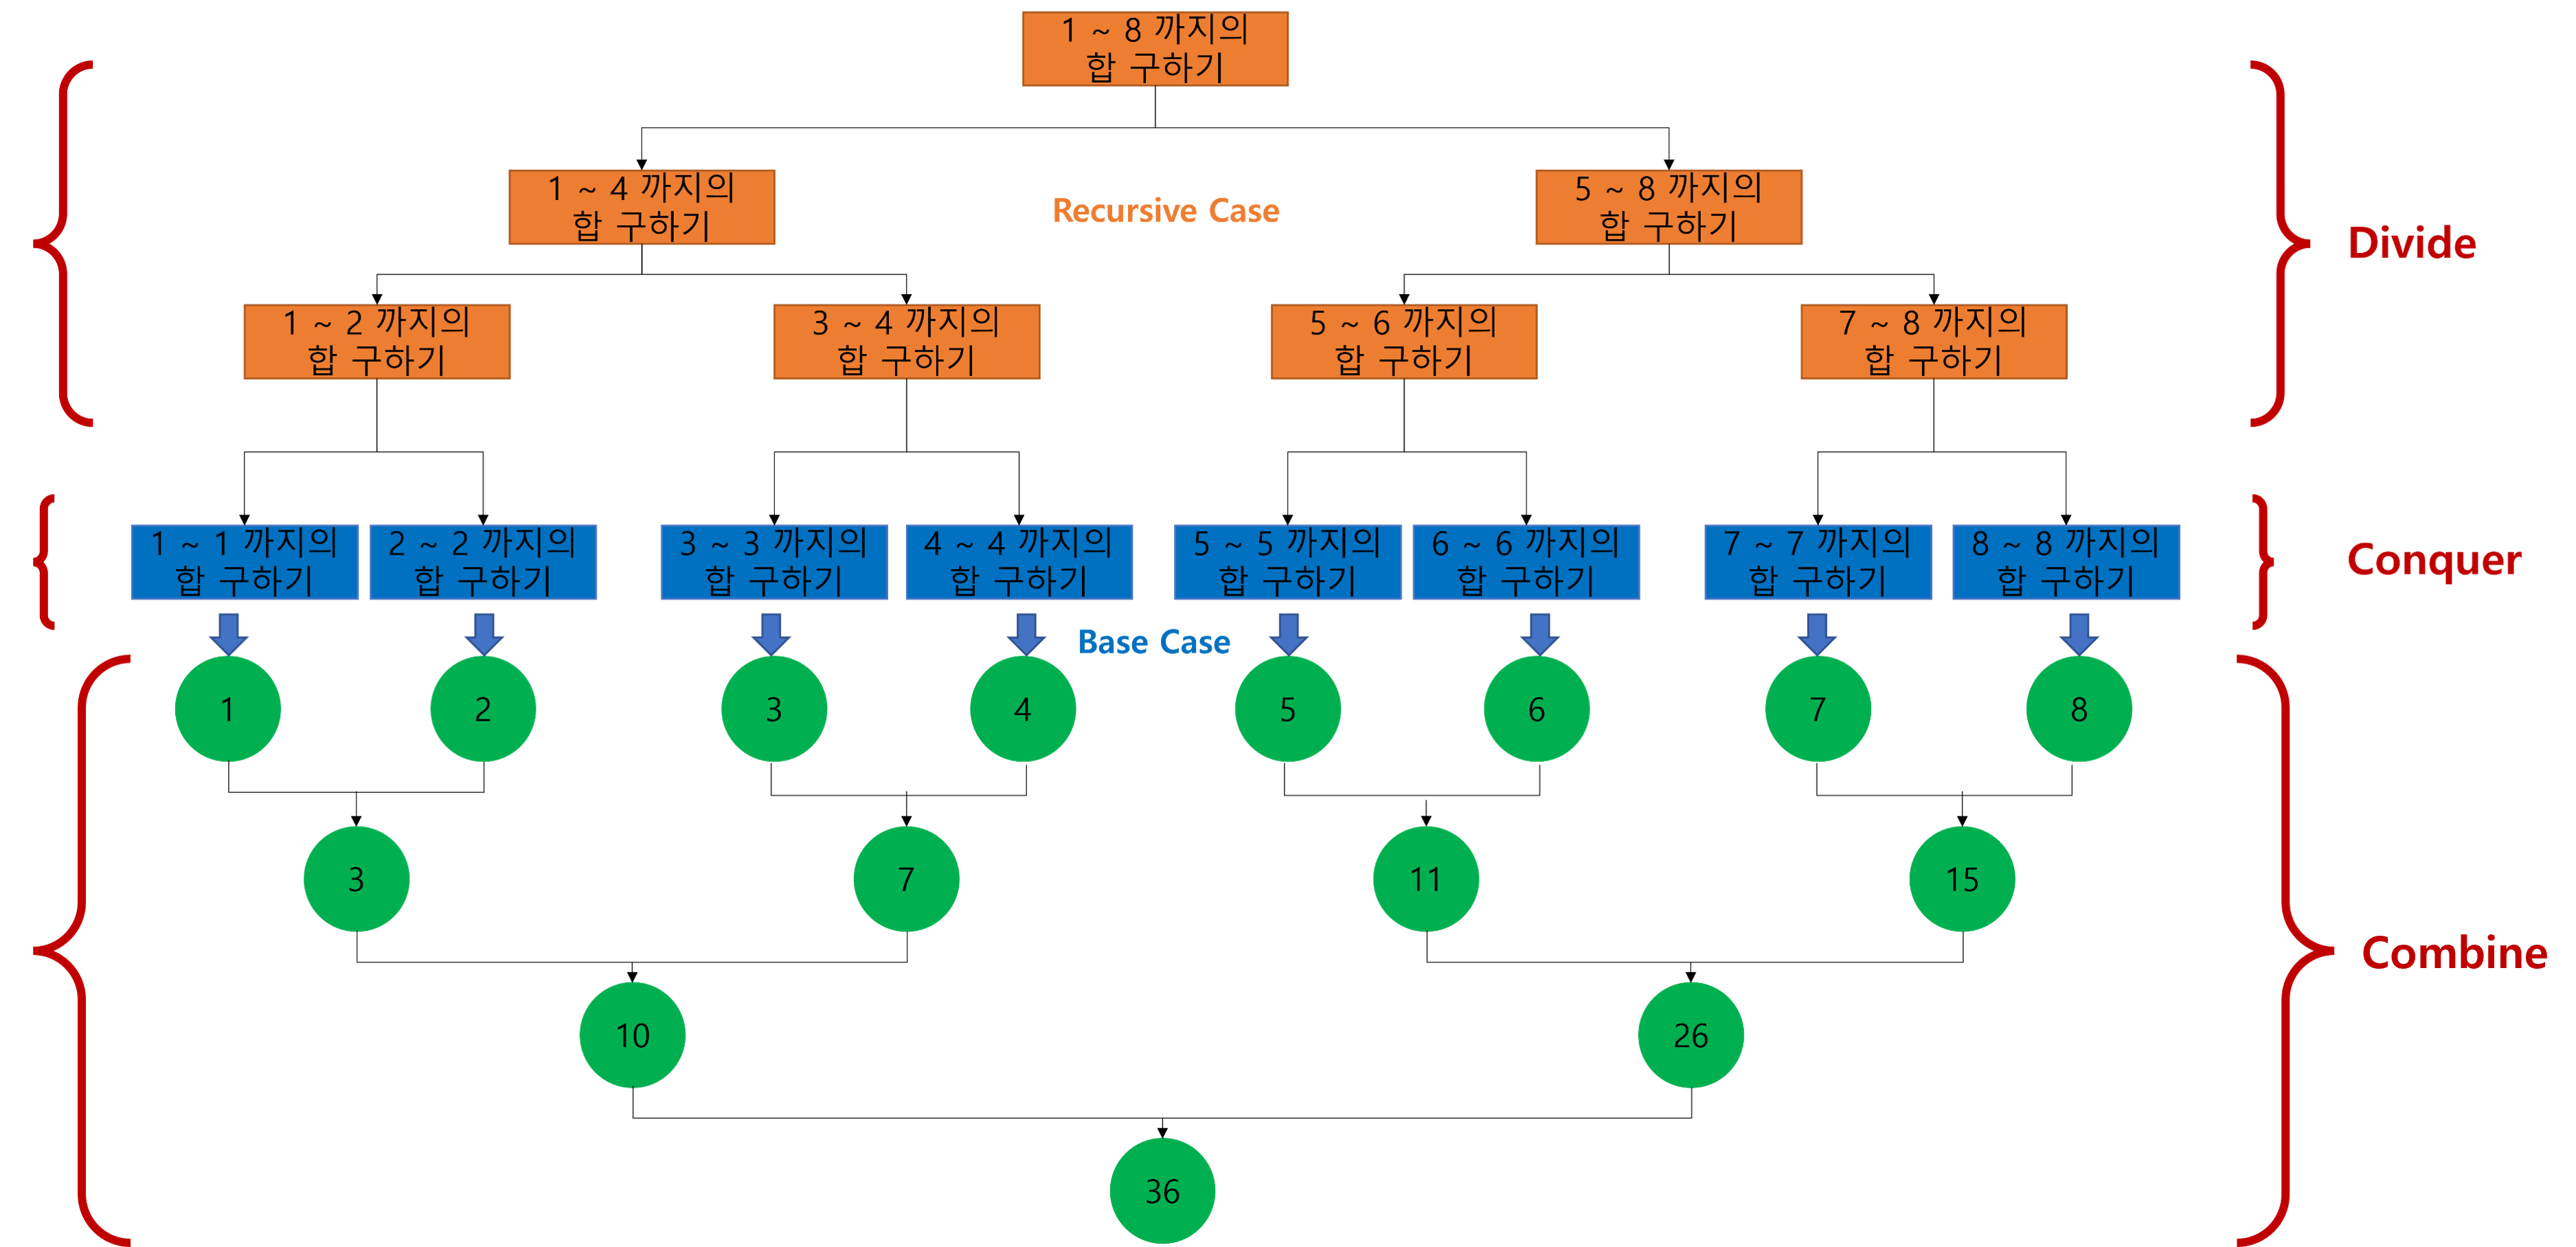 1 ~ 8 까지의
합 구하기
1 ~ 4 까지의
합 구하기
Recursive Case
5 ~ 8 까지의
합 구하기
Divide
1 ~ 2 까지의
합 구하기
3 ~ 4 까지의
합 구하기
5 ~ 6 까지의
합 구하기
7 ~ 8 까지의
합 구하기
1 ~ 1 까지의
합 구하기
2 ~ 2 까지의
합 구하기
3 ~ 3 까지의
합 구하기
4 ~ 4 까지의
합 구하기
5 ~ 5 까지의
합 구하기
6 ~ 6 까지의
합 구하기
7 ~ 7 까지의
합 구하기
8 ~ 8 까지의
합 구하기
Conquer
Base Case
1
2
3
4
5
6
7
8
3
7
11
15
Combine
10
26
36